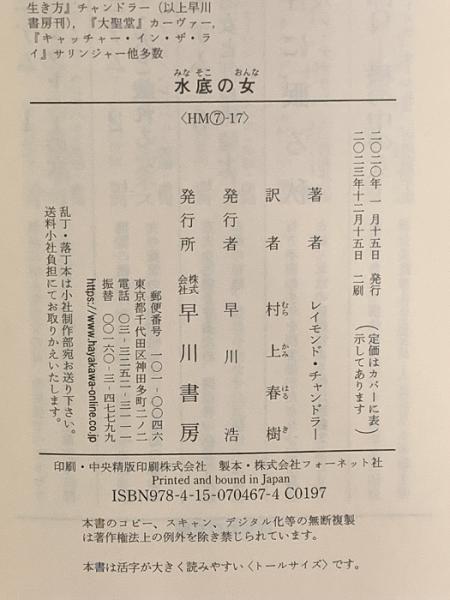 生き方』チャンドラー（以上早川
書房刊），『大聖堂』カーヴァー，
『キャッチャー・イン・ザ・ラ
イ』サリンジャー他多数
みなそこ おんな
水底の女
〈HM⑦-17〉
二〇二〇年一月十五日 発行
二〇二三年十二月十五日 二刷
（定価はカバーに表示してあります）
著者 レイモンド・チャンドラー
訳者 村上春樹
むら かみ はる き
発行者 早川 浩
発行所 株式会社 早川書房
郵便番号 一〇一-〇〇四六
東京都千代田区神田多町二ノ二
電話 〇三-三二五二-三一一一
振替 〇〇一六〇-三-四七七九九
https://www.hayakawa-online.co.jp
乱丁・落丁本は小社制作部宛お送り下さい。
送料小社負担にてお取りかえいたします。
印刷・中央精版印刷株式会社 製本・株式会社フォーネット社
Printed and bound in Japan
ISBN978-4-15-070467-4 C0197
本書のコピー、スキャン、デジタル化等の無断複製
は著作権法上の例外を除き禁じられています。
本書は活字が大きく読みやすい〈トールサイズ〉です。